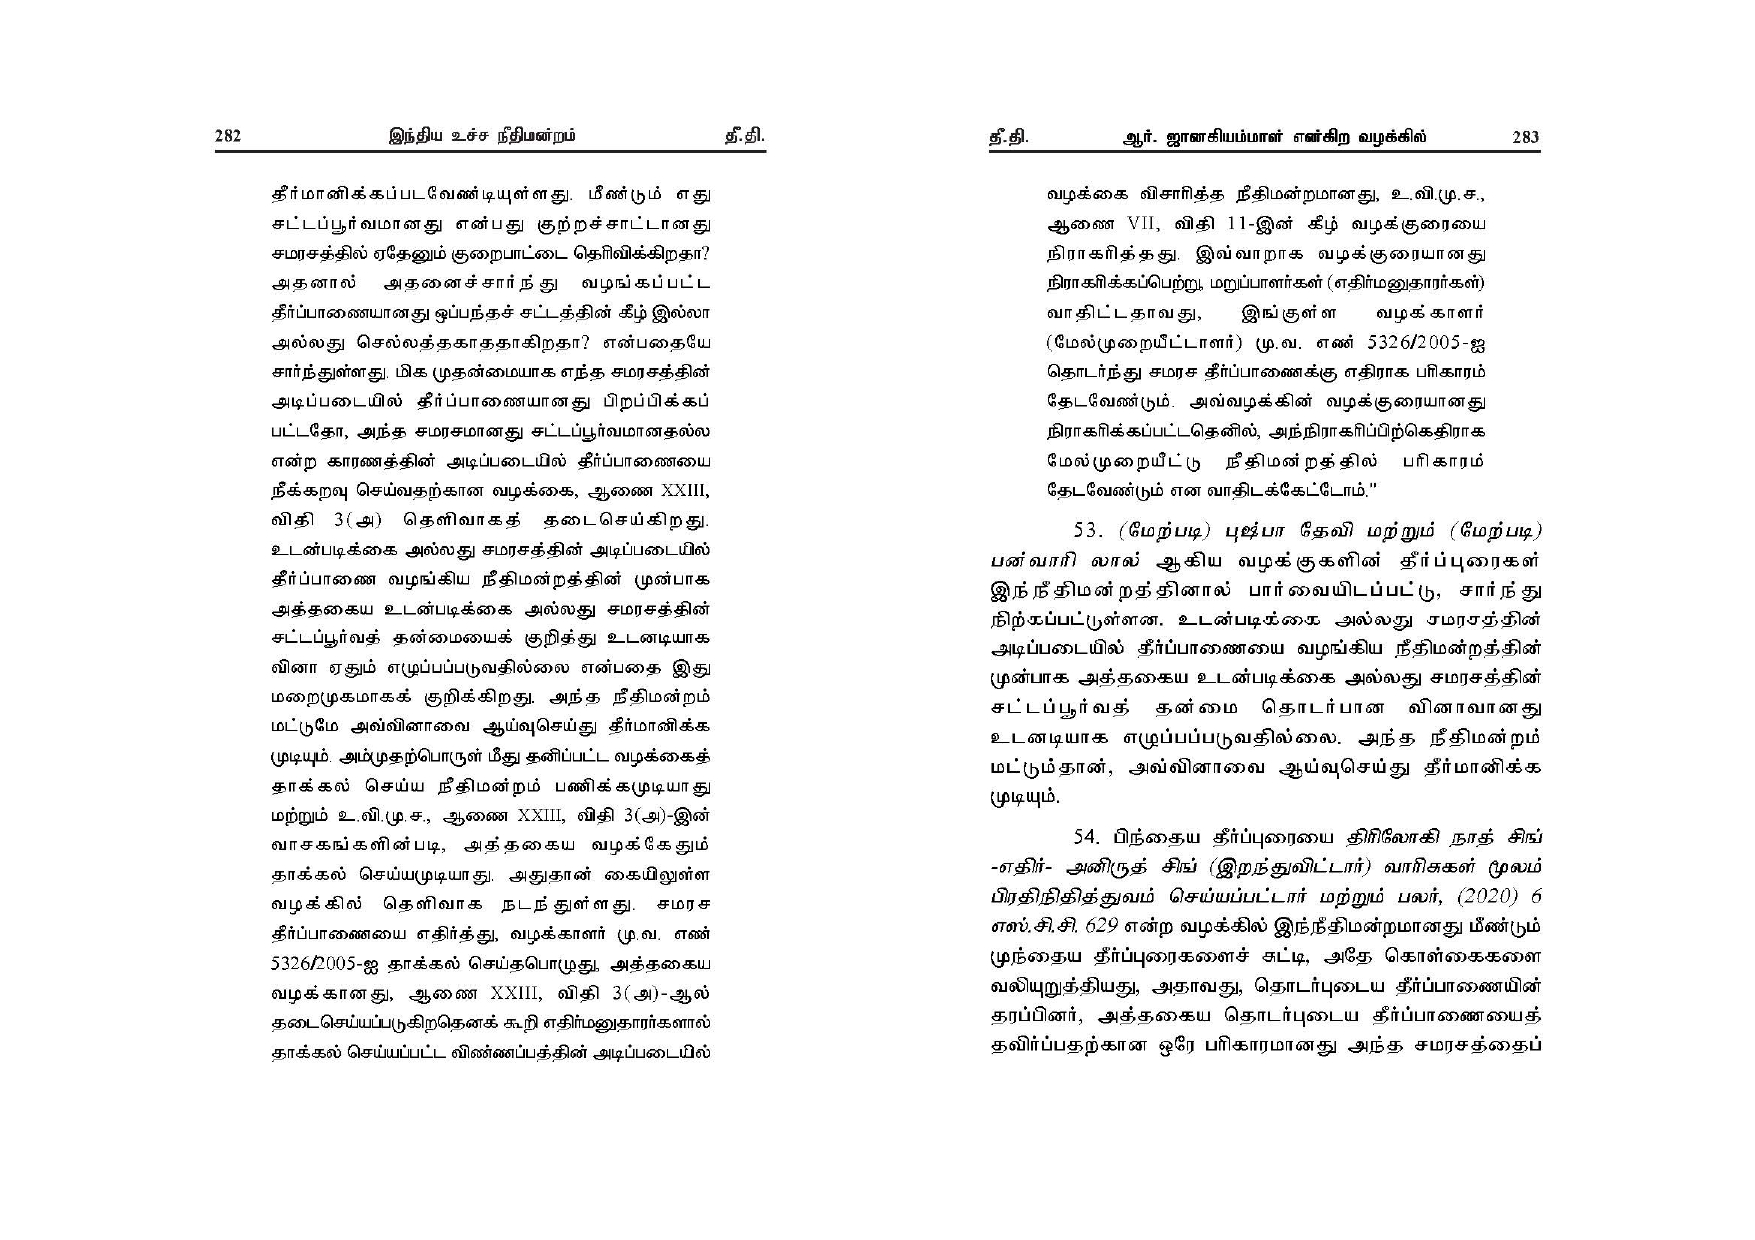 282 இந்திய உச்ச நீதிமன்றம் தீ.தி.
தீர்மானிக்கப்படவேண்டியுள்ளது. மீண்டும் எது
சட்டப்பூர்வமானது என்பது குற்றச்சாட்டானது
சமரசத்தில் ஏதேனும் குறைபாட்டை தெரிவிக்கிறதா?
அதனால் அதனைச்சார்ந்து வழங்கப்பட்ட
தீர்ப்பாணையானது ஒப்பந்தச் சட்டத்தின் கீழ் இல்லா
அல்லது செல்லத்தகாததாகிறதா? என்பதையே
சார்ந்துள்ளது. மிக முதன்மையாக எந்த சமரசத்தின்
அடிப்படையில் தீர்ப்பாணையானது பிறப்பிக்கப்
பட்டதோ, அந்த சமரசமானது சட்டப்பூர்வமானதல்ல
என்ற காரணத்தின் அடிப்படையில் தீர்ப்பாணையை
நீக்கறவு செய்வதற்கான வழக்கை, ஆணை XXIII,
விதி 3(அ) தெளிவாகத் தடைசெய்கிறது.
உடன்படிக்கை அல்லது சமரசத்தின் அடிப்படையில்
தீர்ப்பாணை வழங்கிய நீதிமன்றத்தின் முன்பாக
அத்தகைய உடன்படிக்கை அல்லது சமரசத்தின்
சட்டப்பூர்வத் தன்மையைக் குறித்து உடனடியாக
வினா ஏதும் எழுப்பப்படுவதில்லை என்பதை இது
மறைமுகமாகக் குறிக்கிறது. அந்த நீதிமன்றம்
மட்டுமே அவ்வினாவை ஆய்வுசெய்து தீர்மானிக்க
முடியும். அம்முதற்பொருள் மீது தனிப்பட்ட வழக்கைத்
தாக்கல் செய்ய நீதிமன்றம் பணிக்கமுடியாது
மற்றும் உ.வி.மு.ச., ஆணை XXIII, விதி 3(அ)-இன்
வாசகங்களின்படி, அத்தகைய வழக்கேதும்
தாக்கல் செய்யமுடியாது. அதுதான் கையிலுள்ள
வழக்கில் தெளிவாக நடந்துள்ளது. சமரச
தீர்ப்பாணையை எதிர்த்து, வழக்காளர் மு.வ. எண்
5326/2005-ஐ தாக்கல் செய்தபொழுது, அத்தகைய
வழக்கானது, ஆணை XXIII, விதி 3(அ)-ஆல்
தடைசெய்யப்படுகிறதெனக் கூறி எதிர்மனுதாரர்களால்
தாக்கல் செய்யப்பட்ட விண்ணப்பத்தின் அடிப்படையில்
தீ.தி. ஆர். ஜானகியம்மாள் என்கிற வழக்கில் 283
வழக்கை விசாரித்த நீதிமன்றமானது, உ.வி.மு.ச.,
ஆணை VII, விதி 11-இன் கீழ் வழக்குரையை
நிராகரித்தது. இவ்வாறாக வழக்குரையானது
நிராகரிக்கப்பெற்று, மறுப்பாளர்கள் (எதிர்மனுதாரர்கள்)
வாதிட்டதாவது, இங்குள்ள வழக்காளர்
(மேல்முறையீட்டாளர்) மு.வ. எண் 5326/2005-ஐ
தொடர்ந்து சமரச தீர்ப்பாணைக்கு எதிராக பரிகாரம்
தேடவேண்டும். அவ்வழக்கின் வழக்குரையானது
நிராகரிக்கப்பட்டதெனில், அந்நிராகரிப்பிற்கெதிராக
மேல்முறையீட்டு நீதிமன்றத்தில் பரிகாரம்
தேடவேண்டும் என வாதிடக்கேட்டோம்."
53. (மேற்படி) புஷ்பா தேவி மற்றும் (மேற்படி)
பன்வாரி லால் ஆகிய வழக்குகளின் தீர்ப்புரைகள்
இந்நீதிமன்றத்தினால் பார்வையிடப்பட்டு, சார்ந்து
நிற்கப்பட்டுள்ளன. உடன்படிக்கை அல்லது சமரசத்தின்
அடிப்படையில் தீர்ப்பாணையை வழங்கிய நீதிமன்றத்தின்
முன்பாக அத்தகைய உடன்படிக்கை அல்லது சமரசத்தின்
சட்டப்பூர்வத் தன்மை தொடர்பான வினாவானது
உடனடியாக எழுப்பப்படுவதில்லை. அந்த நீதிமன்றம்
மட்டும்தான், அவ்வினாவை ஆய்வுசெய்து தீர்மானிக்க
முடியும்.
54. பிந்தைய தீர்ப்புரையை திரிலோகி நாத் சிங்
-எதிர்- அனிருத் சிங் (இறந்துவிட்டார்) வாரிசுகள் மூலம்
பிரதிநிதித்துவம் செய்யப்பட்டார் மற்றும் பலர், (2020) 6
எஸ்.சி.சி. 629 என்ற வழக்கில் இந்நீதிமன்றமானது மீண்டும்
முந்தைய தீர்ப்புரைகளைச் சுட்டி, அதே கொள்கைகளை
வலியுறுத்தியது, அதாவது, தொடர்புடைய தீர்ப்பாணையின்
தரப்பினர், அத்தகைய தொடர்புடைய தீர்ப்பாணையைத்
தவிர்ப்பதற்கான ஒரே பரிகாரமானது அந்த சமரசத்தைப்